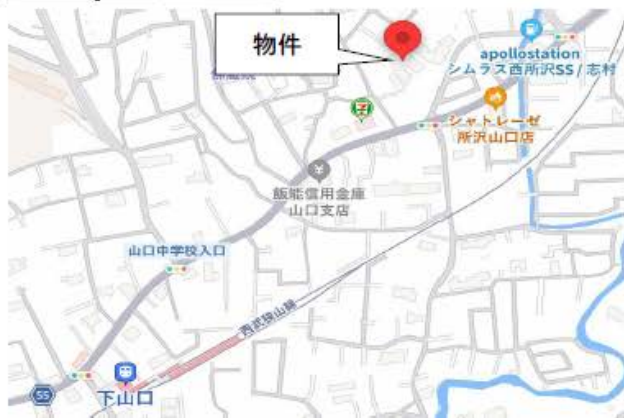 物件
apollostation
シムラス西所沢SS / 志村
シャトレーゼ
所沢山口店
飯能信用金庫
山口支店
山口中学校入口
西武狭山線
下山口
55